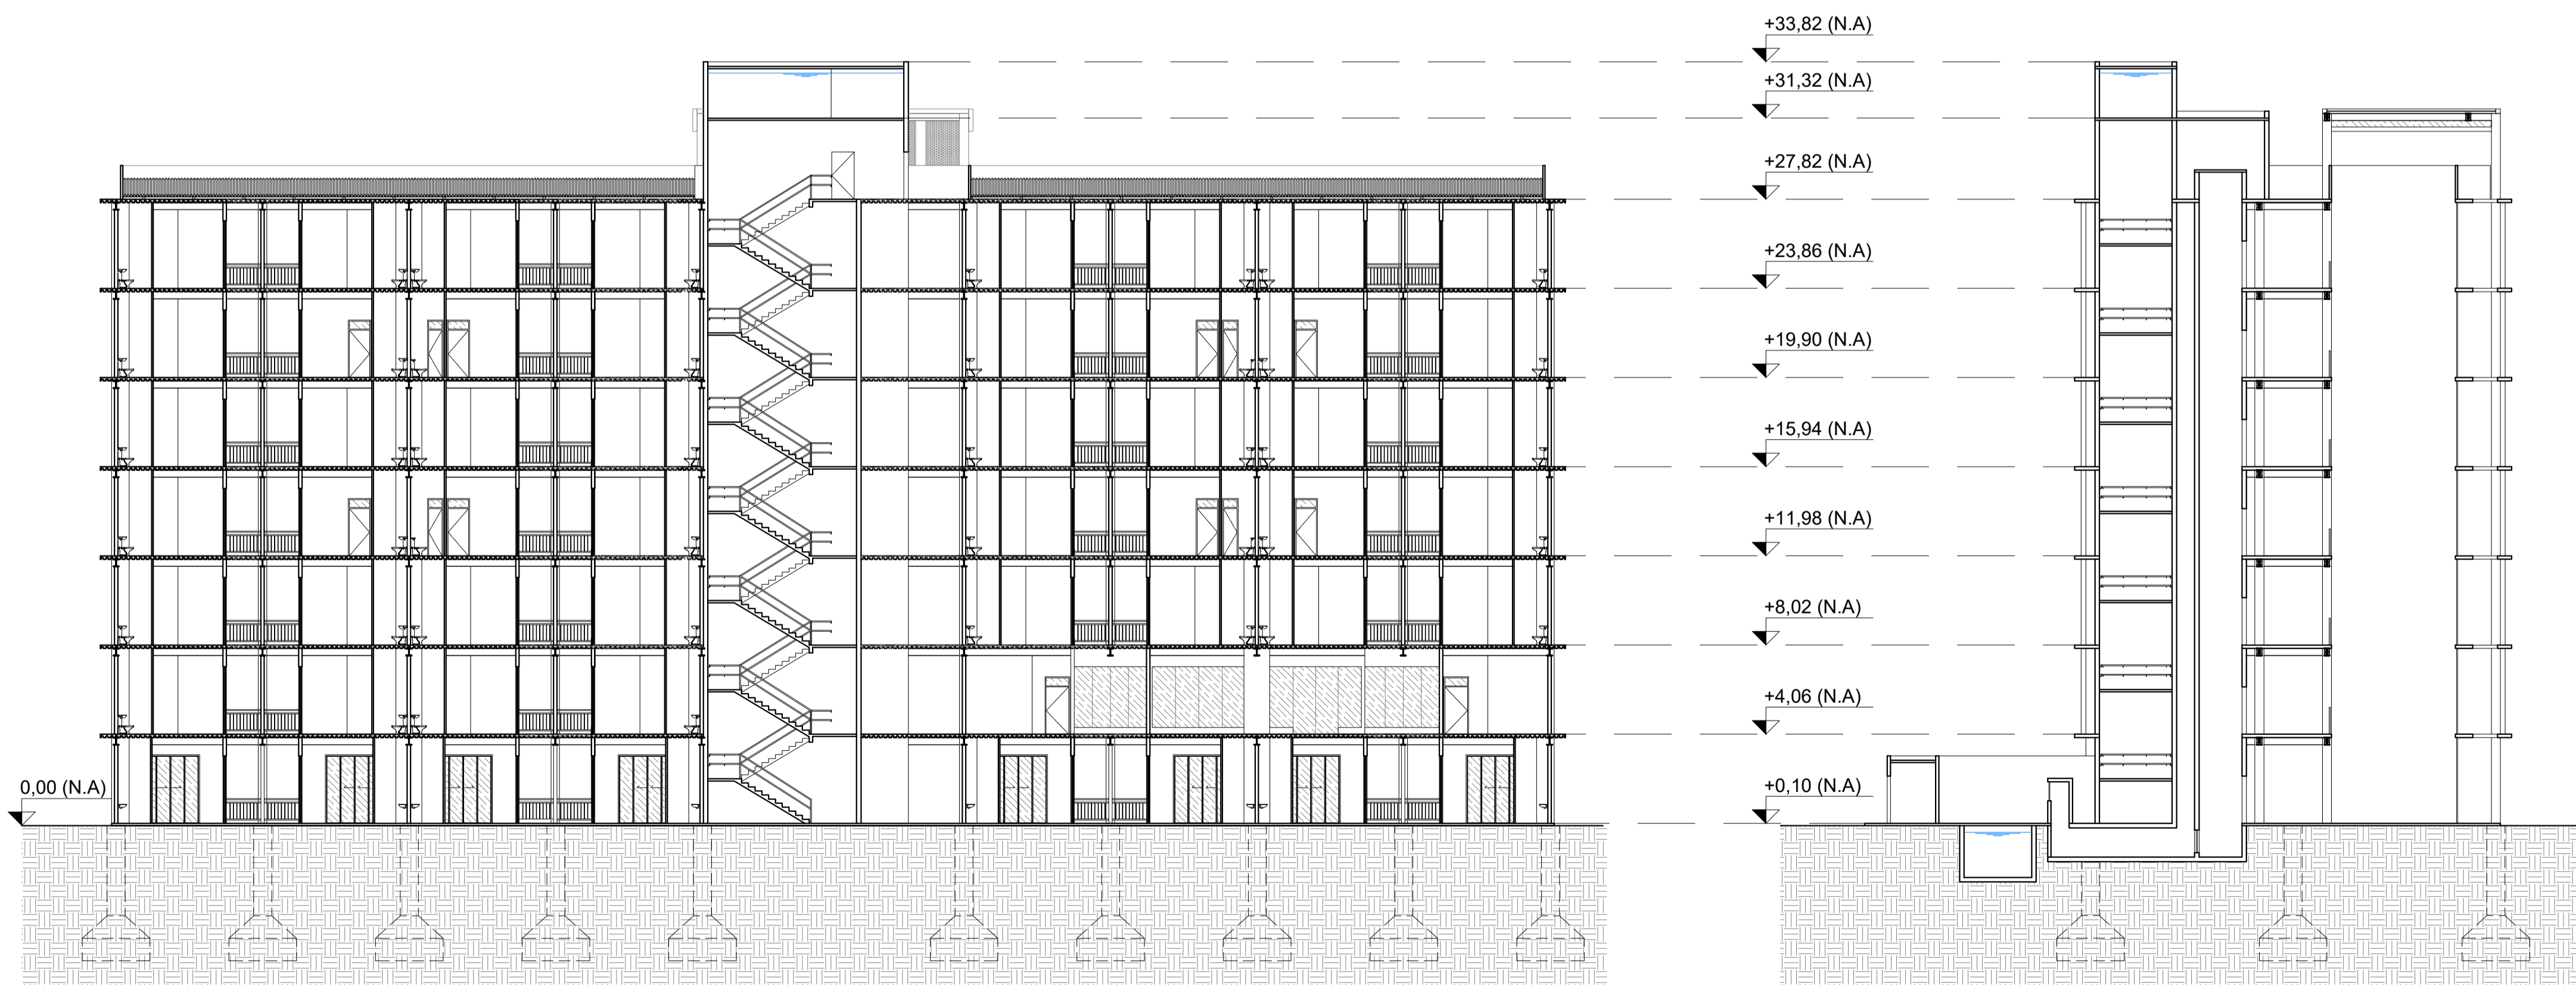 +33,82 (N.A)
+31,32 (N.A)
+27,82 (N.A)
+23,86 (N.A)
+19,90 (N.A)
+15,94 (N.A)
+11,98 (N.A)
+8,02 (N.A)
+4,06 (N.A)
0,00 (N.A)
+0,10 (N.A)